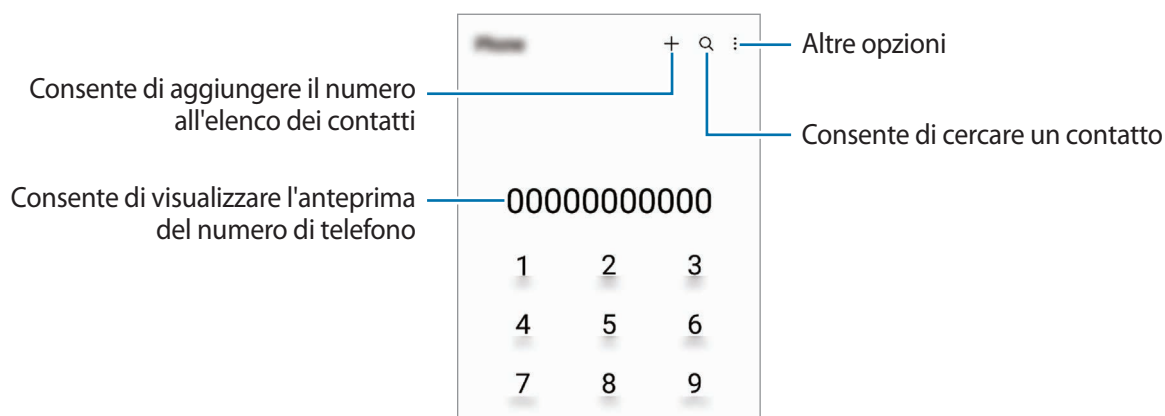 Altre opzioni
Consente di aggiungere il numero
all'elenco dei contatti
Consente di cercare un contatto
Consente di visualizzare l'anteprima
del numero di telefono
00000000000
1 2 3
4 5 6
7 8 9